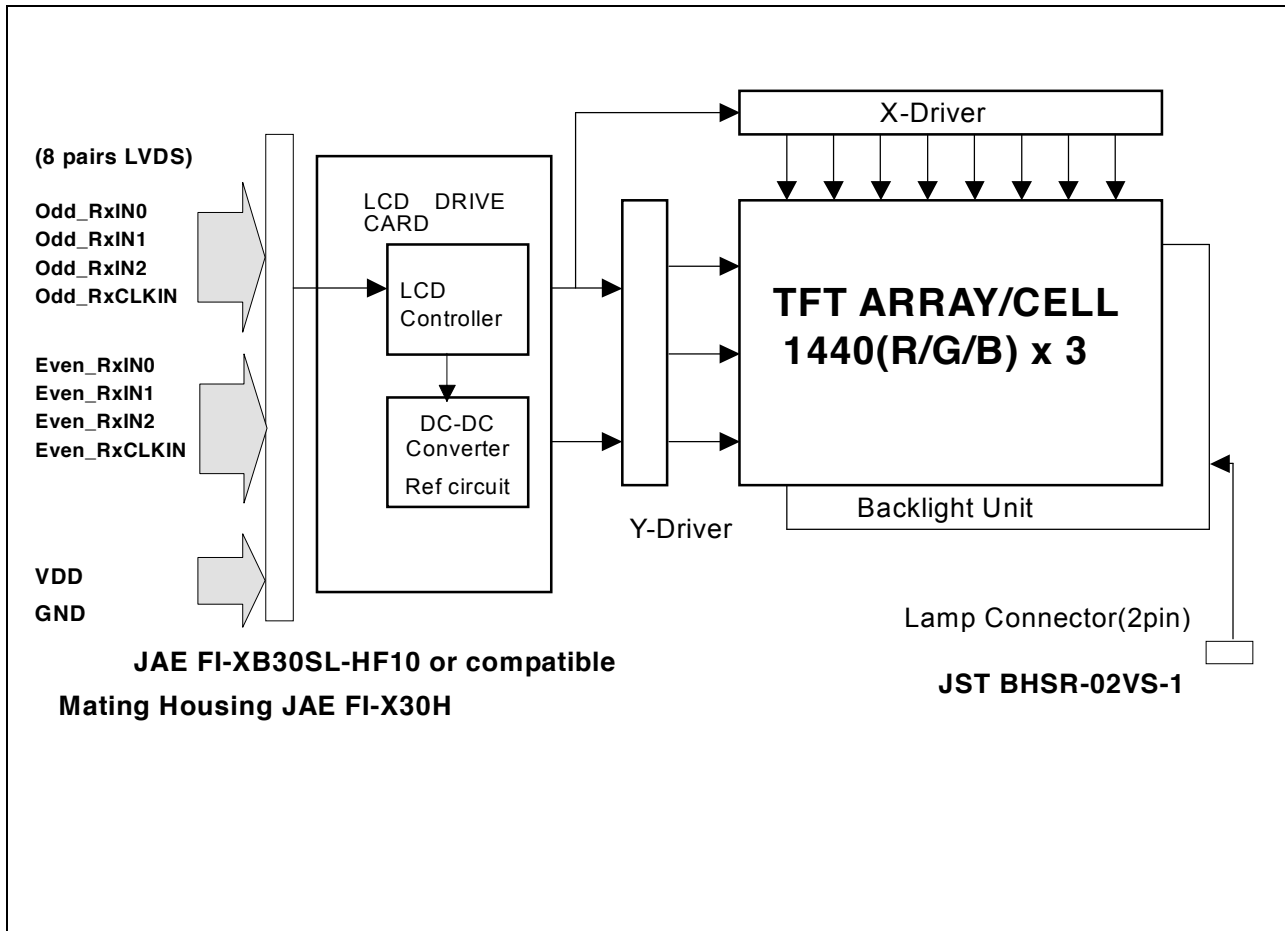 (8 pairs LVDS)
Odd_RxIN0
Odd_RxIN1
Odd_RxIN2
Odd_RxCLKIN
Even_RxIN0
Even_RxIN1
Even_RxIN2
Even_RxCLKIN
VDD
GND
JAE FI-XB30SL-HF10 or compatible
Mating Housing JAE FI-X30H
LCD DRIVE
CARD
LCD
Controller
DC-DC
Converter
Ref circuit
Y-Driver
X-Driver
TFT ARRAY/CELL
1440(R/G/B) x 3
Backlight Unit
Lamp Connector(2pin)
JST BHSR-02VS-1